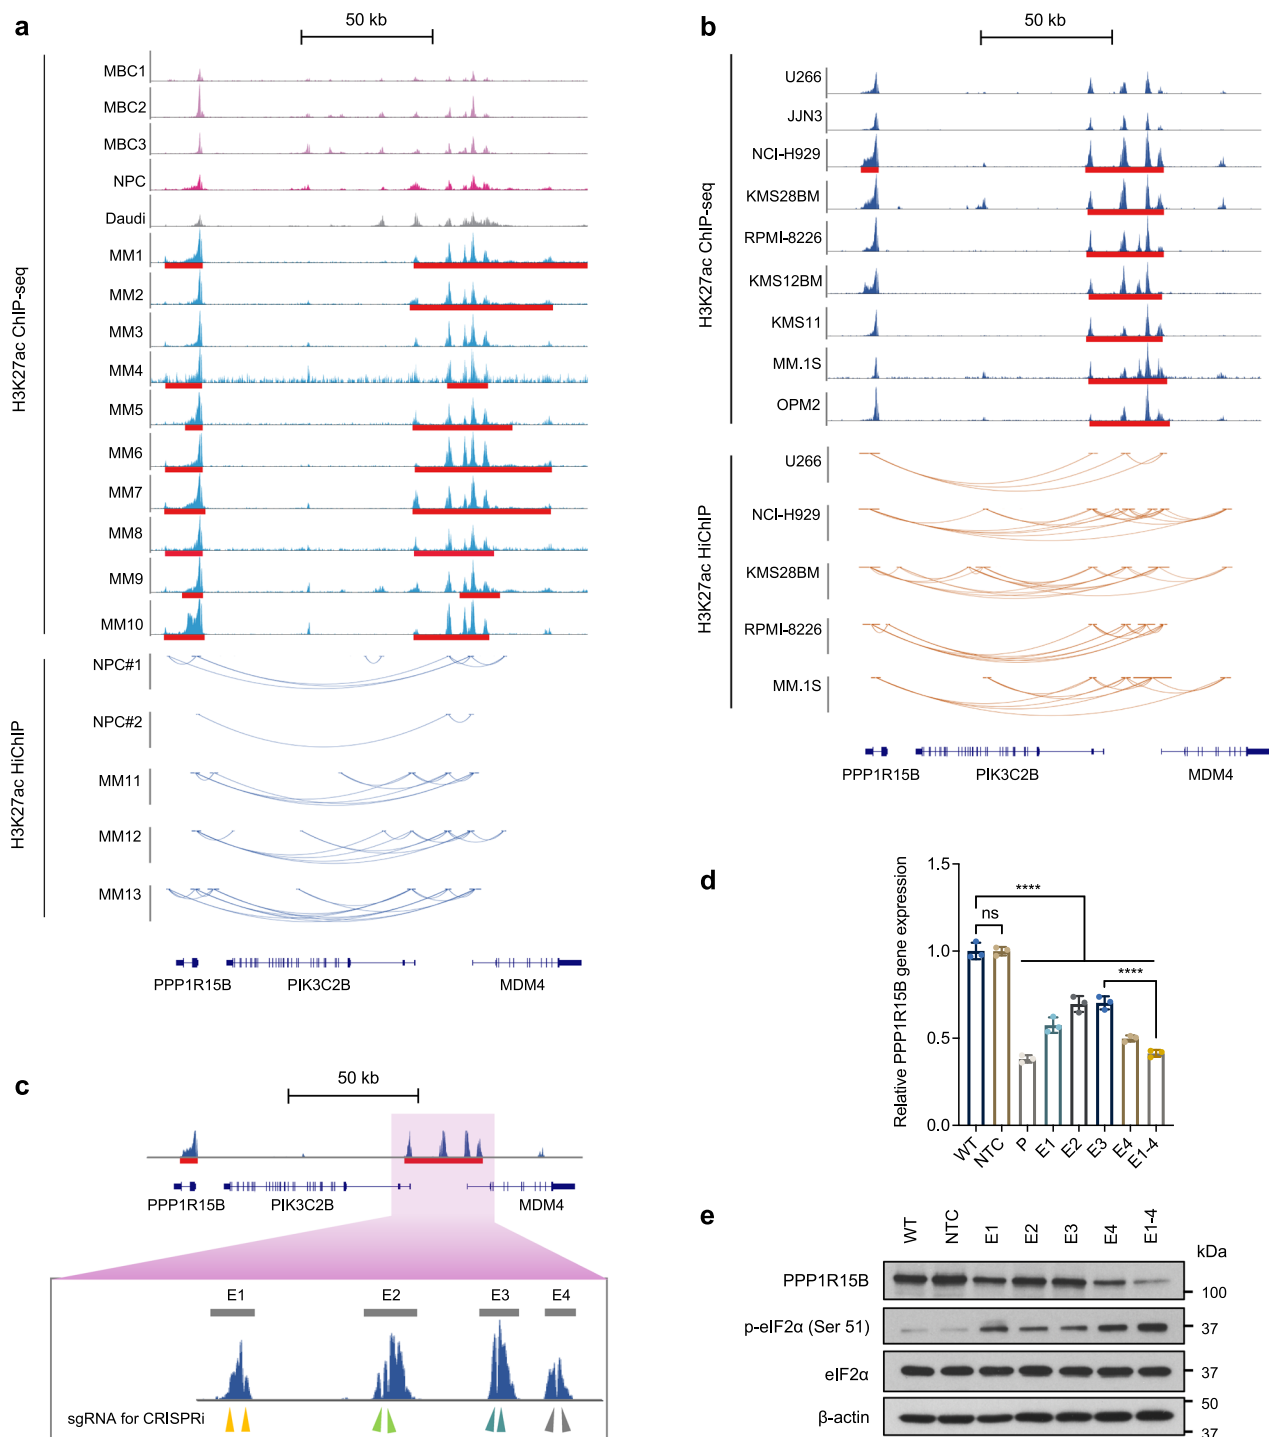 a
50 kb
H3K27ac ChIP-seq
MBC1
MBC2
MBC3
NPC
Daudi
MM1
MM2
MM3
MM4
MM5
MM6
MM7
MM8
MM9
MM10
H3K27ac HiChIP
NPC#1
NPC#2
MM11
MM12
MM13
PPP1R15B
PIK3C2B
MDM4
b
50 kb
H3K27ac ChIP-seq
U266
JJN3
NCI-H929
KMS28BM
RPMI-8226
KMS12BM
KMS11
MM.1S
OPM2
H3K27ac HiChIP
U266
NCI-H929
KMS28BM
RPMI-8226
MM.1S
PPP1R15B
PIK3C2B
MDM4
c
50 kb
PPP1R15B
PIK3C2B
MDM4
E1
E2
E3
E4
sgRNA for CRISPRi
d
Relative PPP1R15B gene expression
1.5
1.0
0.5
0.0
****
ns
****
WT
NTC
P
E1
E2
E3
E4
E1-4
e
WT
NTC
E1
E2
E3
E4
E1-4
kDa
PPP1R15B
100
p-eIF2α (Ser 51)
37
eIF2α
37
β-actin
50
37